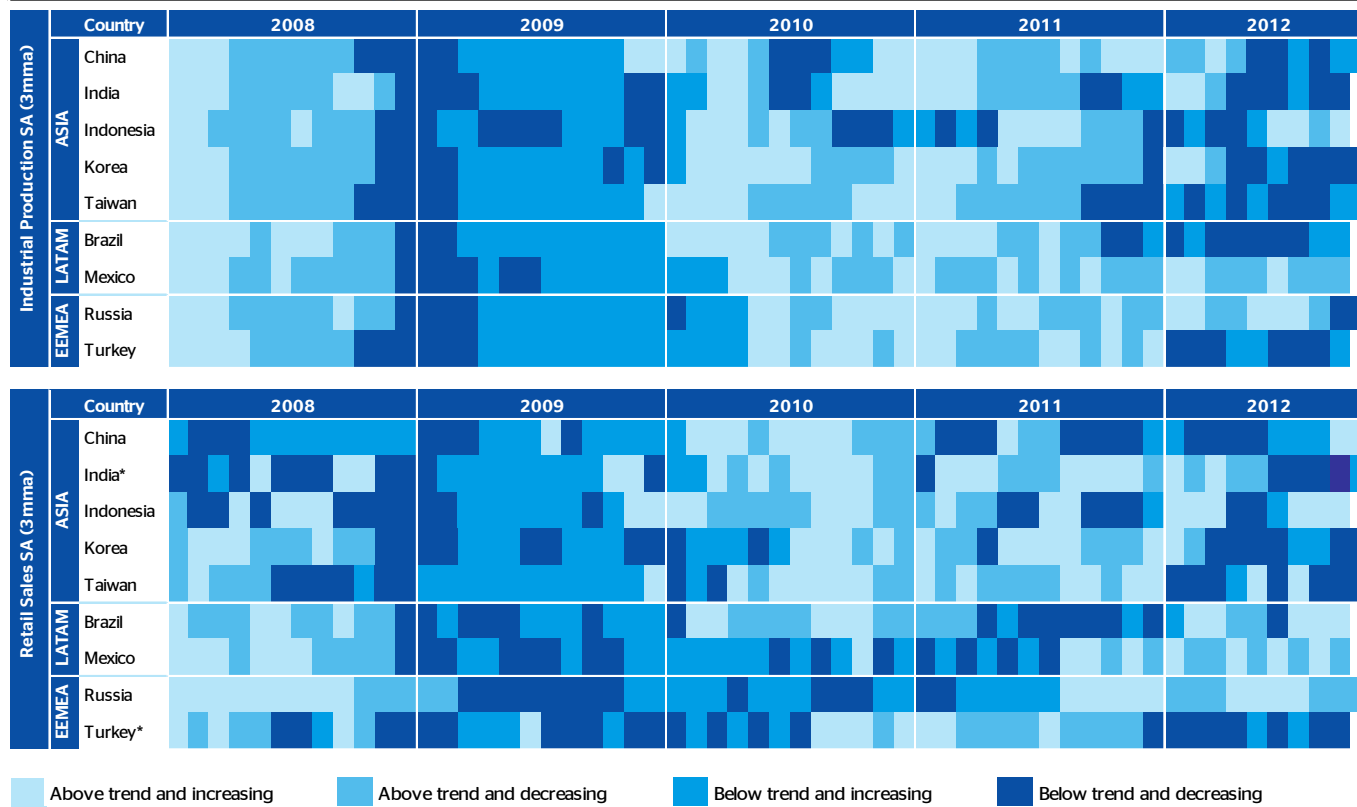 Industrial Production SA (3mma)
Country 2008 2009 2010 2011 2012
ASIA
China
India
Indonesia
Korea
Taiwan
LATAM
Brazil
Mexico
EEMEA
Russia
Turkey
Retail Sales SA (3mma)
Country 2008 2009 2010 2011 2012
ASIA
China
India*
Indonesia
Korea
Taiwan
LATAM
Brazil
Mexico
EEMEA
Russia
Turkey*
Above trend and increasing Above trend and decreasing Below trend and increasing Below trend and decreasing